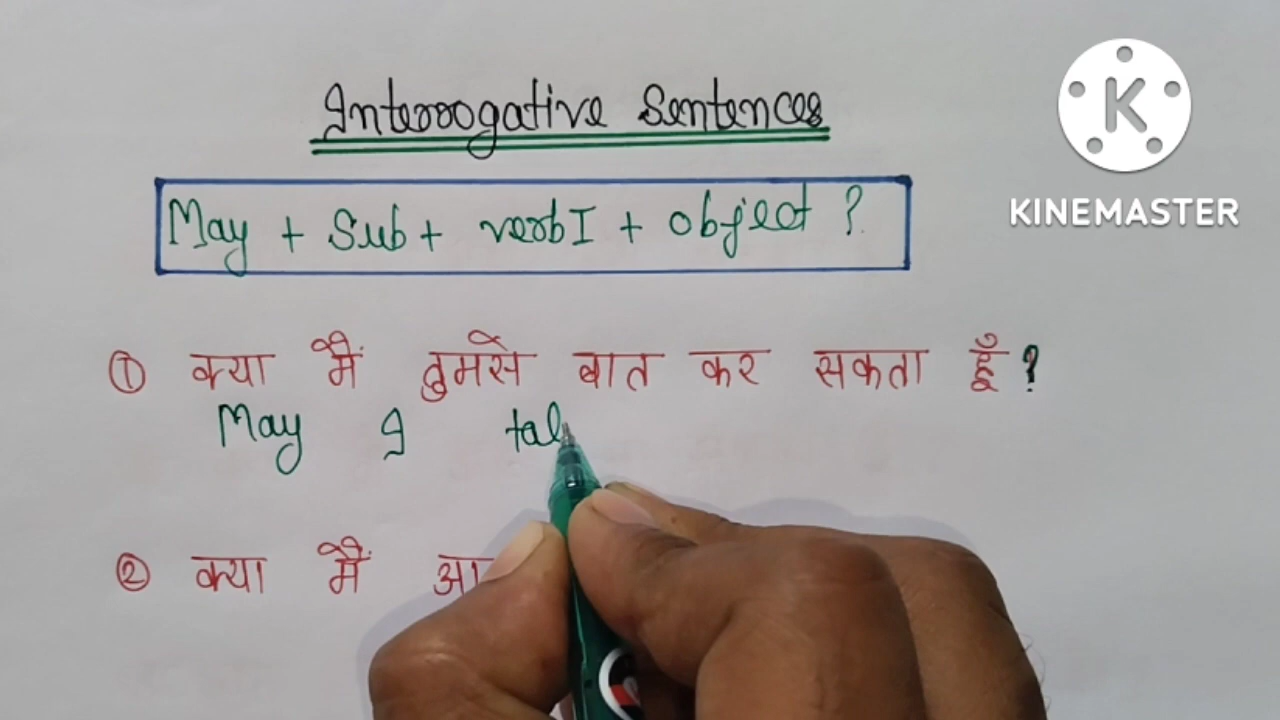 Interrogative Sentences
KINEMASTER
May + Sub + verb I + object ?
① क्या मैं तुमसे बात कर सकता हूँ ?
May I tal
② क्या मैं आ